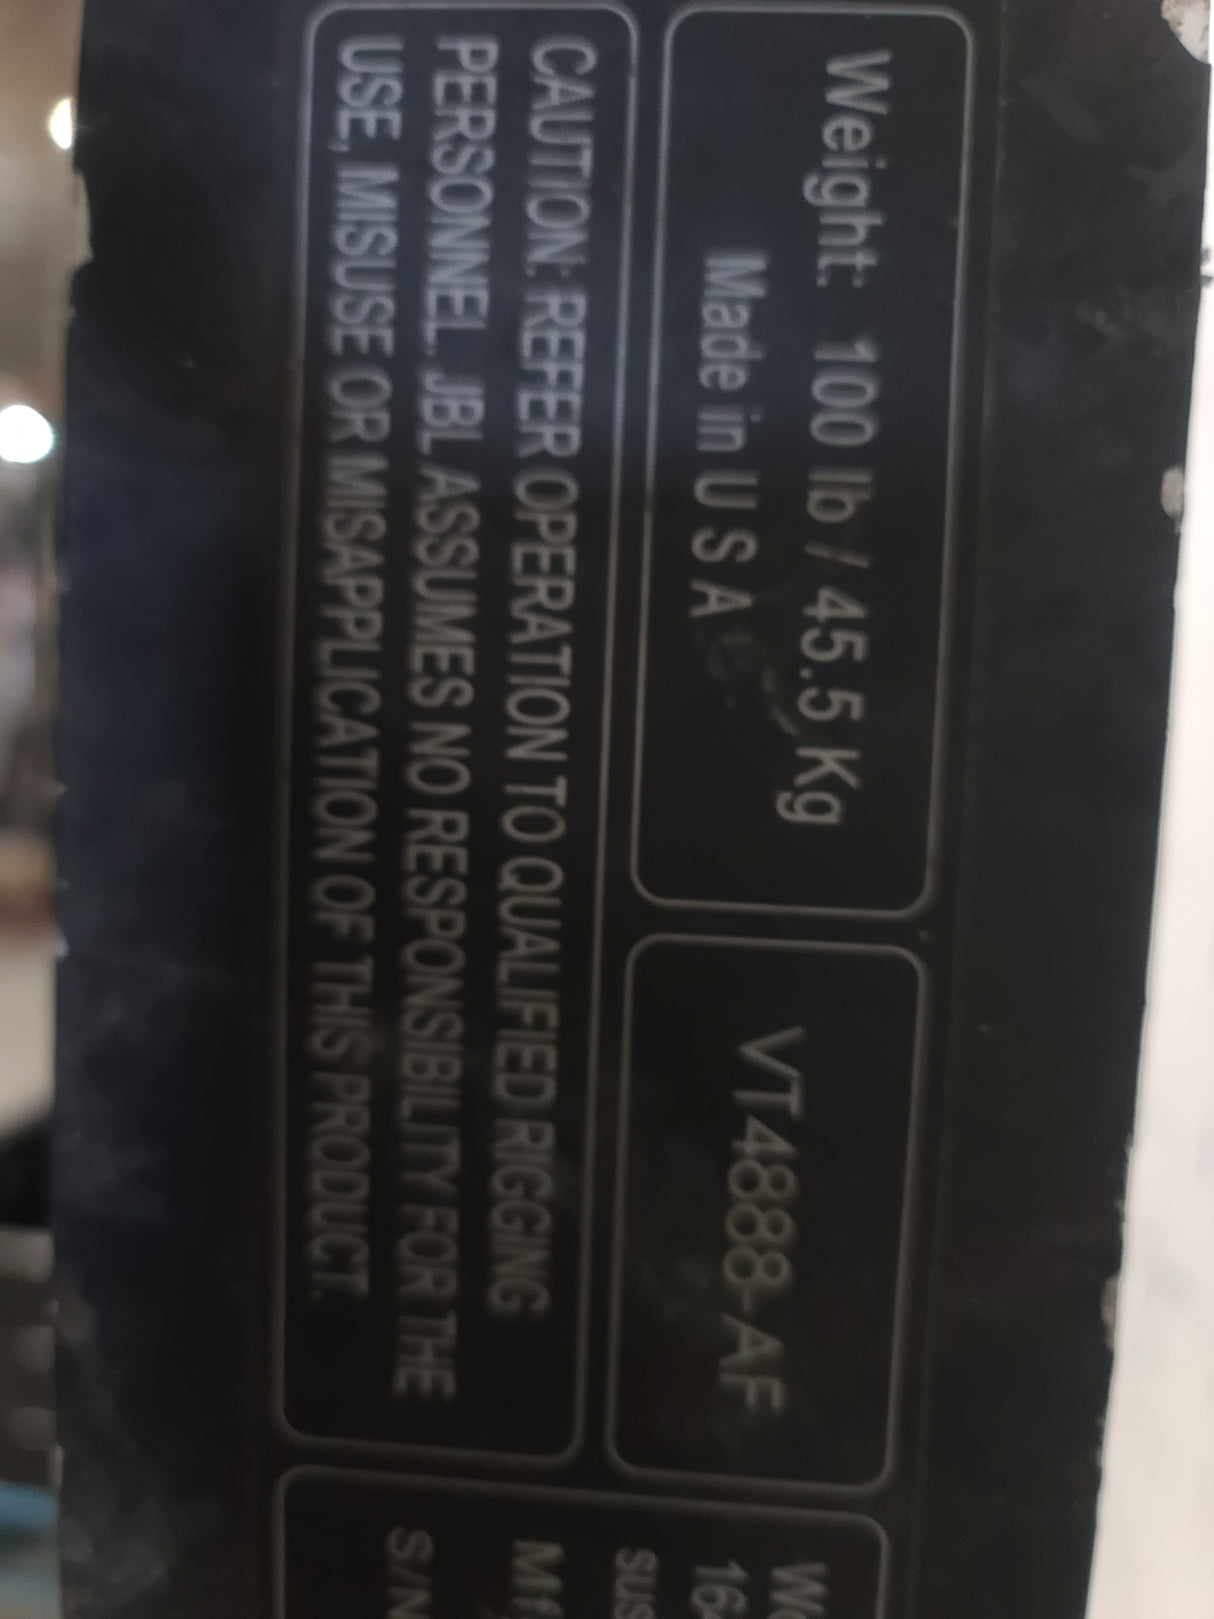 Weight: 100 lb / 45.5 Kg
Made in U S A
VT4888-AF
CAUTION: REFER OPERATION TO QUALIFIED RIGGING
PERSONNEL. JBL ASSUMES NO RESPONSIBILITY FOR THE
USE, MISUSE OR MISAPPLICATION OF THIS PRODUCT.
S/N